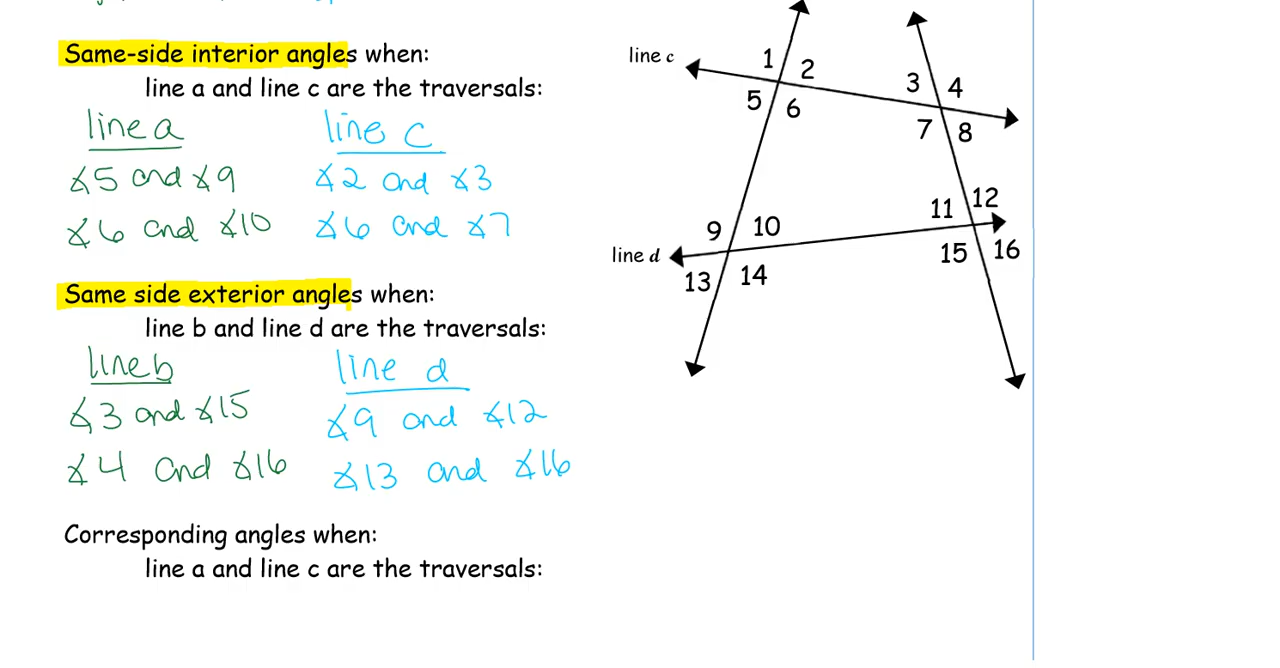 Same-side interior angles when:
line a and line c are the traversals:
line a
line c
∡5 and ∡9
∡2 and ∡3
∡6 and ∡10
∡6 and ∡7
Same side exterior angles when:
line b and line d are the traversals:
line b
line d
∡3 and ∡15
∡9 and ∡12
∡4 and ∡16
∡13 and ∡16
Corresponding angles when:
line a and line c are the traversals:
line c
1 2
3 4
5 6
7 8
9 10
11 12
line d
13 14
15 16